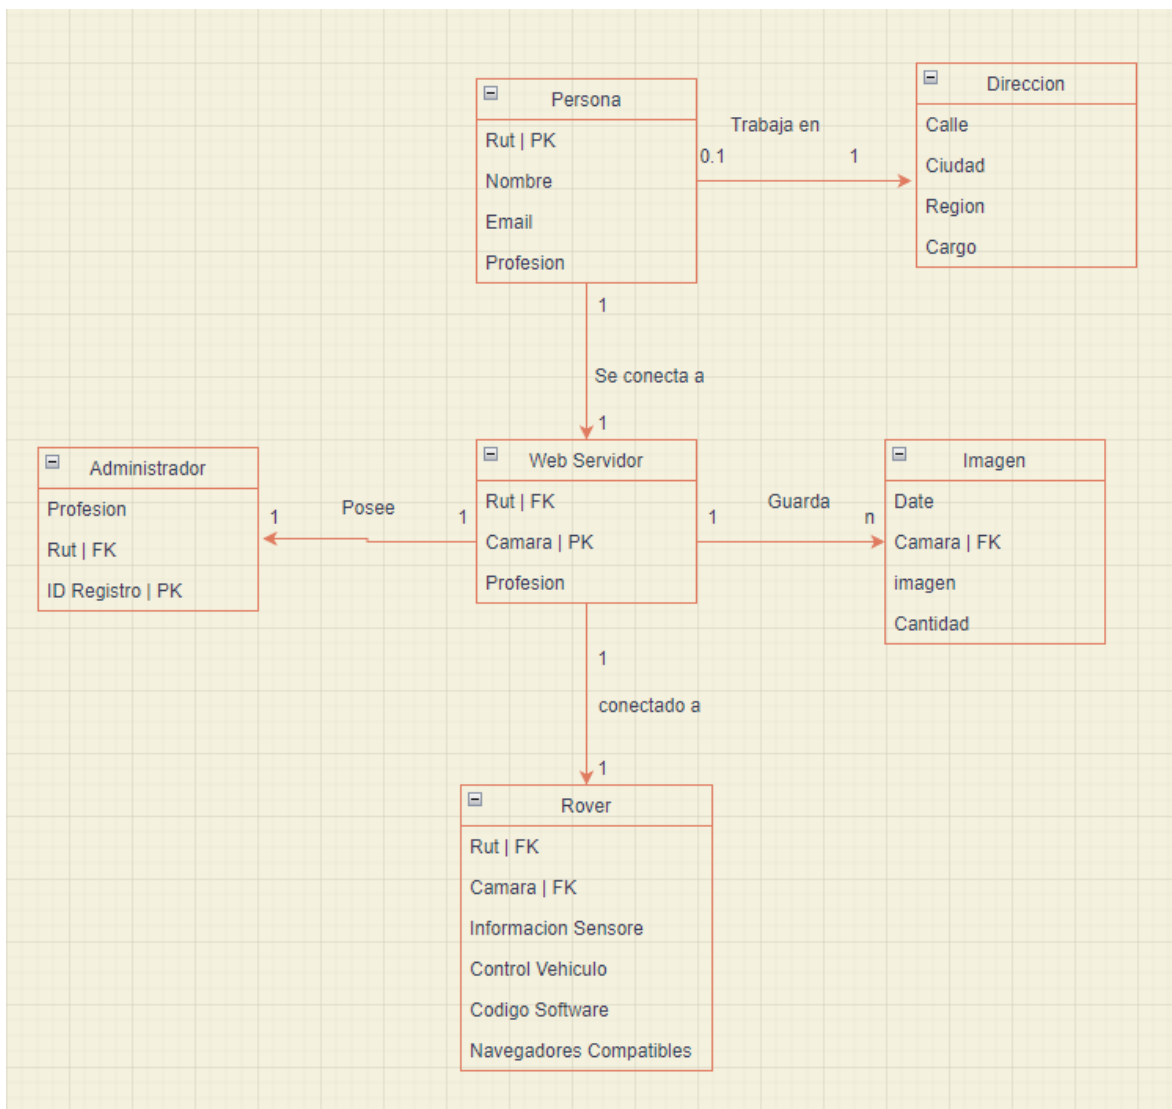 Persona
Rut | PK
Nombre
Email
Profesion
Trabaja en
0.1
1
Direccion
Calle
Ciudad
Region
Cargo
1
Se conecta a
1
Administrador
Profesion
Rut | FK
ID Registro | PK
1
Posee
1
Web Servidor
Rut | FK
Camara | PK
Profesion
1
Guarda
n
Imagen
Date
Camara | FK
imagen
Cantidad
1
conectado a
1
Rover
Rut | FK
Camara | FK
Informacion Sensore
Control Vehiculo
Codigo Software
Navegadores Compatibles